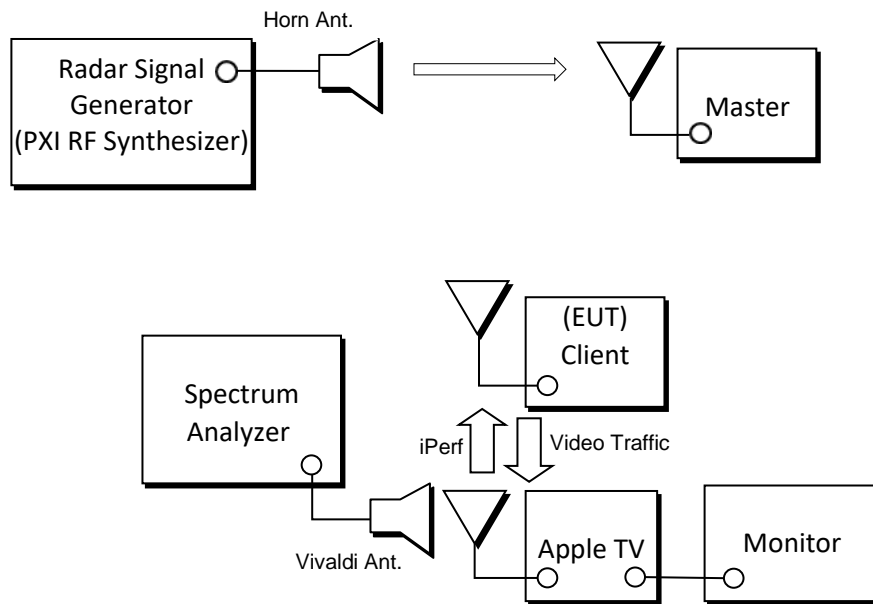 Horn Ant.
Radar Signal
Generator
(PXI RF Synthesizer)
Master
(EUT)
Client
Spectrum
Analyzer
iPerf
Video Traffic
Vivaldi Ant.
Apple TV
Monitor